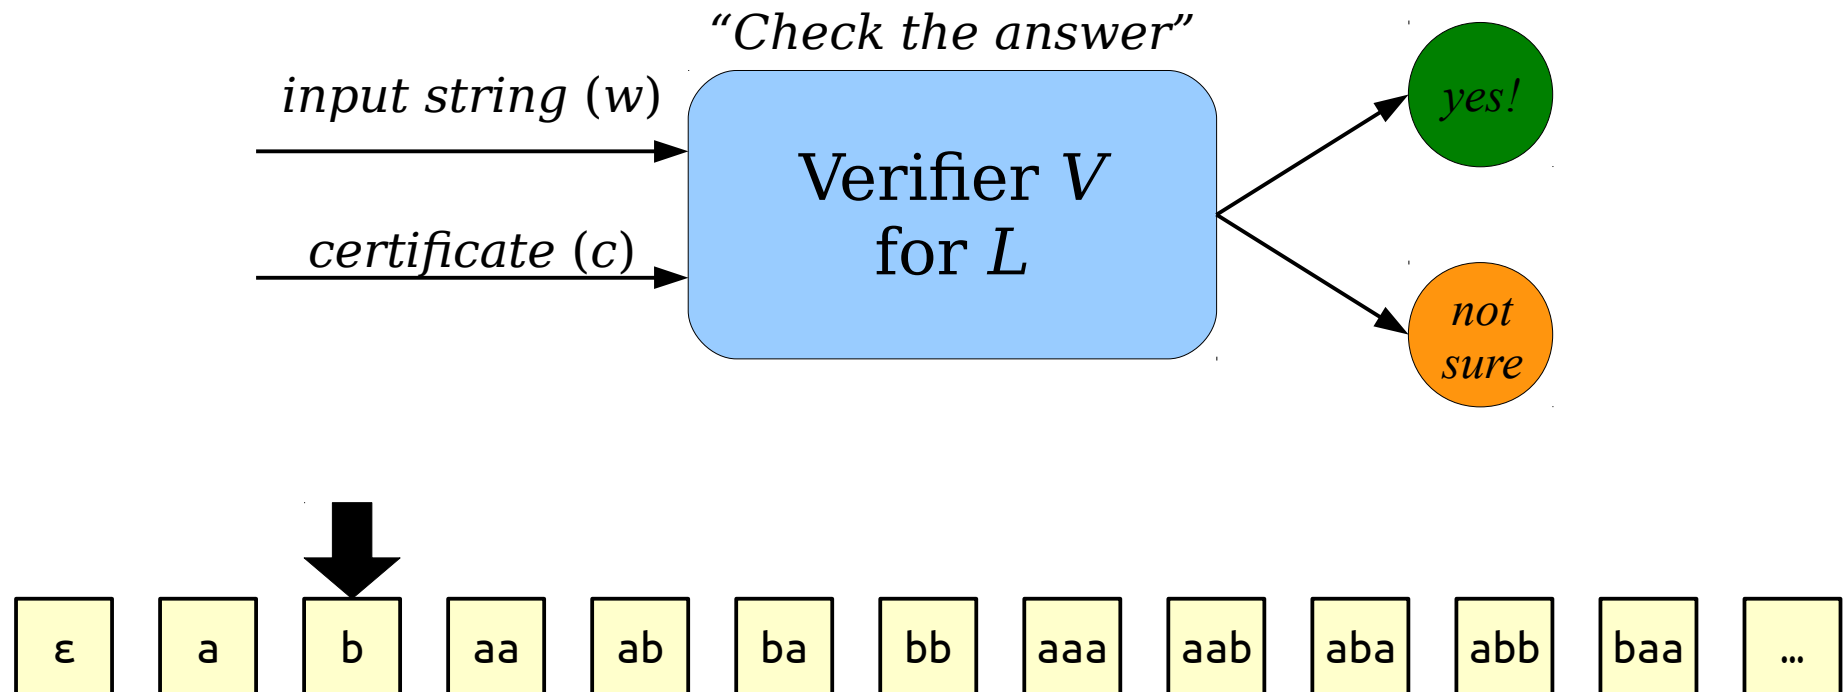 “Check the answer”
input string (w)
certificate (c)
Verifier V
for L
yes!
not
sure
ε a b aa ab ba bb aaa aab aba abb baa …